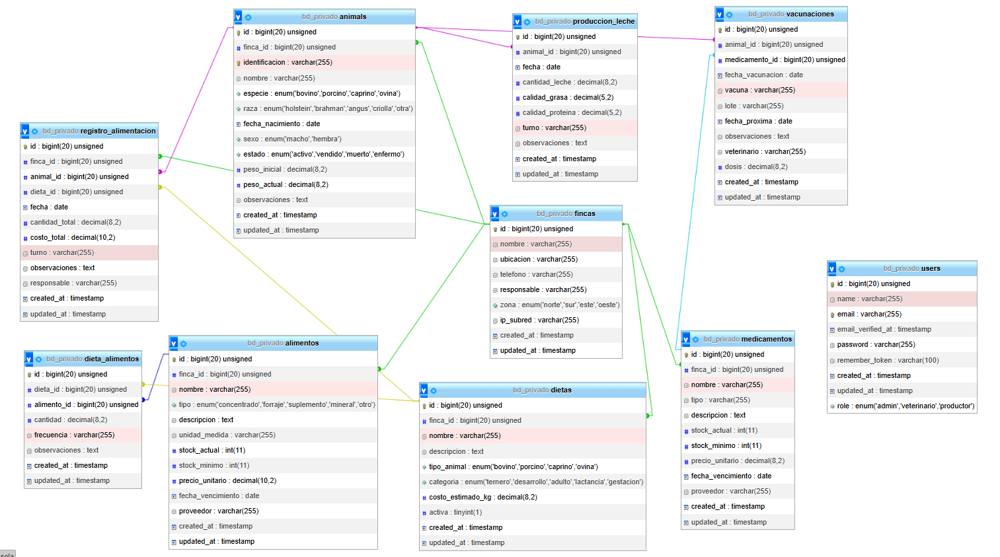 bd_privado animals
id : bigint(20) unsigned
finca_id : bigint(20) unsigned
identificacion : varchar(255)
nombre : varchar(255)
especie : enum('bovino','porcino','caprino','ovina')
raza : enum('holstein','brahman','angus','criolla','otra')
fecha_nacimiento : date
sexo : enum('macho','hembra')
estado : enum('activo','vendido','muerto','enfermo')
peso_inicial : decimal(8,2)
peso_actual : decimal(8,2)
observaciones : text
created_at : timestamp
updated_at : timestamp
bd_privado produccion_leche
id : bigint(20) unsigned
animal_id : bigint(20) unsigned
fecha : date
cantidad_leche : decimal(8,2)
calidad_grasa : decimal(5,2)
calidad_proteina : decimal(5,2)
turno : varchar(255)
observaciones : text
created_at : timestamp
updated_at : timestamp
bd_privado vacunaciones
id : bigint(20) unsigned
animal_id : bigint(20) unsigned
medicamento_id : bigint(20) unsigned
fecha_vacunacion : date
vacuna : varchar(255)
lote : varchar(255)
fecha_proxima : date
observaciones : text
veterinario : varchar(255)
dosis : decimal(8,2)
created_at : timestamp
updated_at : timestamp
bd_privado registro_alimentacion
id : bigint(20) unsigned
finca_id : bigint(20) unsigned
animal_id : bigint(20) unsigned
dieta_id : bigint(20) unsigned
fecha : date
cantidad_total : decimal(8,2)
costo_total : decimal(10,2)
turno : varchar(255)
observaciones : text
responsable : varchar(255)
created_at : timestamp
updated_at : timestamp
bd_privado fincas
id : bigint(20) unsigned
nombre : varchar(255)
ubicacion : varchar(255)
telefono : varchar(255)
responsable : varchar(255)
zona : enum('norte','sur','este','oeste')
ip_subred : varchar(255)
created_at : timestamp
updated_at : timestamp
bd_privado users
id : bigint(20) unsigned
name : varchar(255)
email : varchar(255)
email_verified_at : timestamp
password : varchar(255)
remember_token : varchar(100)
created_at : timestamp
updated_at : timestamp
role : enum('admin','veterinario','productor')
bd_privado dieta_alimentos
id : bigint(20) unsigned
dieta_id : bigint(20) unsigned
alimento_id : bigint(20) unsigned
cantidad : decimal(8,2)
frecuencia : varchar(255)
observaciones : text
created_at : timestamp
updated_at : timestamp
bd_privado alimentos
id : bigint(20) unsigned
finca_id : bigint(20) unsigned
nombre : varchar(255)
tipo : enum('concentrado','forraje','suplemento','mineral','otro')
descripcion : text
unidad_medida : varchar(255)
stock_actual : int(11)
stock_minimo : int(11)
precio_unitario : decimal(10,2)
fecha_vencimiento : date
proveedor : varchar(255)
created_at : timestamp
updated_at : timestamp
bd_privado dietas
id : bigint(20) unsigned
finca_id : bigint(20) unsigned
nombre : varchar(255)
descripcion : text
tipo_animal : enum('bovino','porcino','caprino','ovina')
categoria : enum('ternero','desarrollo','adulto','lactancia','gestacion')
costo_estimado_kg : decimal(8,2)
activa : tinyint(1)
created_at : timestamp
updated_at : timestamp
bd_privado medicamentos
id : bigint(20) unsigned
finca_id : bigint(20) unsigned
nombre : varchar(255)
tipo : varchar(255)
descripcion : text
stock_actual : int(11)
stock_minimo : int(11)
precio_unitario : decimal(8,2)
fecha_vencimiento : date
proveedor : varchar(255)
created_at : timestamp
updated_at : timestamp